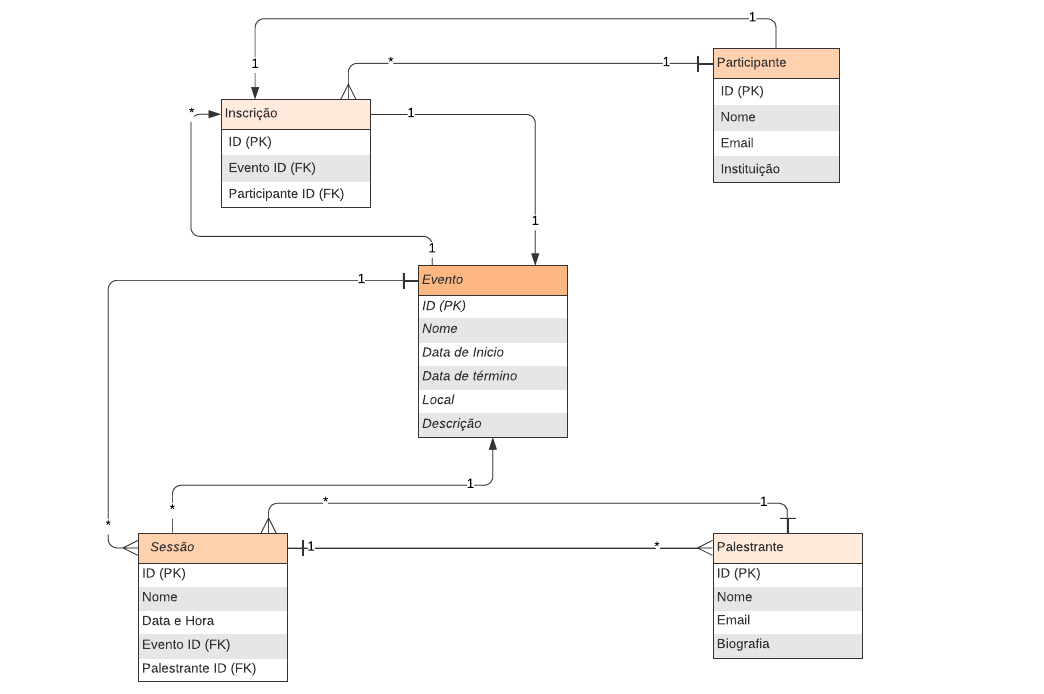 1
* 1
1
Participante
ID (PK)
Nome
Email
Instituição
*
Inscrição
ID (PK)
Evento ID (FK)
Participante ID (FK)
1
1
1
1
Evento
ID (PK)
Nome
Data de Inicio
Data de término
Local
Descrição
1
*
*
* 1
Sessão
ID (PK)
Nome
Data e Hora
Evento ID (FK)
Palestrante ID (FK)
1 *
Palestrante
ID (PK)
Nome
Email
Biografia